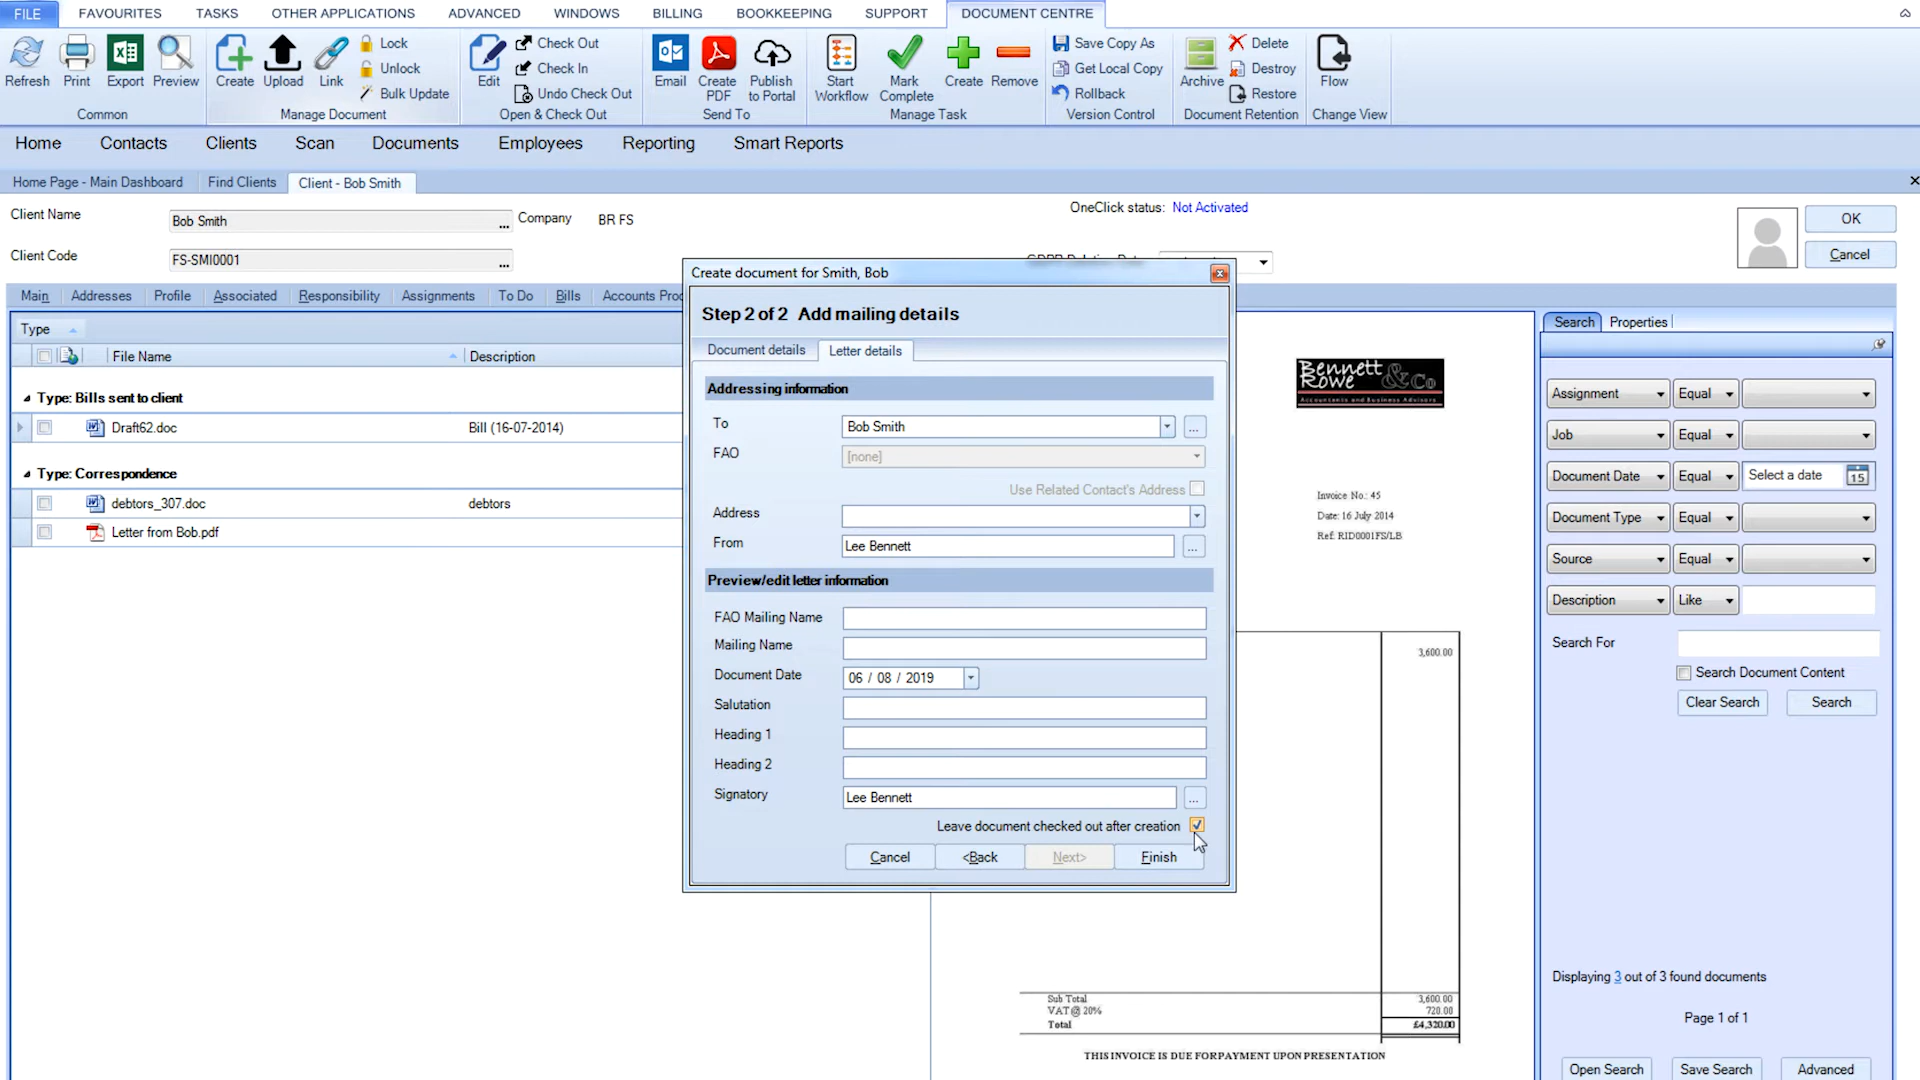 FILE FAVOURITES TASKS OTHER APPLICATIONS ADVANCED WINDOWS BILLING BOOKKEEPING SUPPORT DOCUMENT CENTRE
Refresh Print Export Preview
Common
Create Upload Link Lock Unlock Bulk Update
Manage Document
Edit Check Out Check In Undo Check Out
Open & Check Out
Email Create PDF Publish to Portal
Send To
Start Workflow Mark Complete Create Remove
Manage Task
Save Copy As Get Local Copy Rollback
Version Control
Archive Delete Destroy Restore
Document Retention
Flow
Change View
Home Contacts Clients Scan Documents Employees Reporting Smart Reports
Home Page - Main Dashboard Find Clients Client - Bob Smith
Client Name Bob Smith ... Company BR FS
OneClick status: Not Activated
OK
Client Code FS-SMI0001 ...
Cancel
Main Addresses Profile Associated Responsibility Assignments To Do Bills Accounts Proc
Type
File Name Description
Type: Bills sent to client
Draft62.doc Bill (16-07-2014)
Type: Correspondence
debtors_307.doc debtors
Letter from Bob.pdf
Create document for Smith, Bob
Step 2 of 2 Add mailing details
Document details Letter details
Addressing information
To Bob Smith ...
FAO [none]
Use Related Contact's Address
Address
From Lee Bennett ...
Preview/edit letter information
FAO Mailing Name
Mailing Name
Document Date 06 / 08 / 2019
Salutation
Heading 1
Heading 2
Signatory Lee Bennett ...
Leave document checked out after creation
Cancel <Back Next> Finish
Bennett Rowe & Co
Accountants and Business Advisors
Invoice No.: 45
Date: 16 July 2014
Ref: RID0001FS/LB
3,600.00
Sub Total 3,600.00
VAT @ 20% 720.00
Total £4,320.00
THIS INVOICE IS DUE FOR PAYMENT UPON PRESENTATION
Search Properties
Assignment Equal
Job Equal
Document Date Equal Select a date 15
Document Type Equal
Source Equal
Description Like
Search For
Search Document Content
Clear Search Search
Displaying 3 out of 3 found documents
Page 1 of 1
Open Search Save Search Advanced